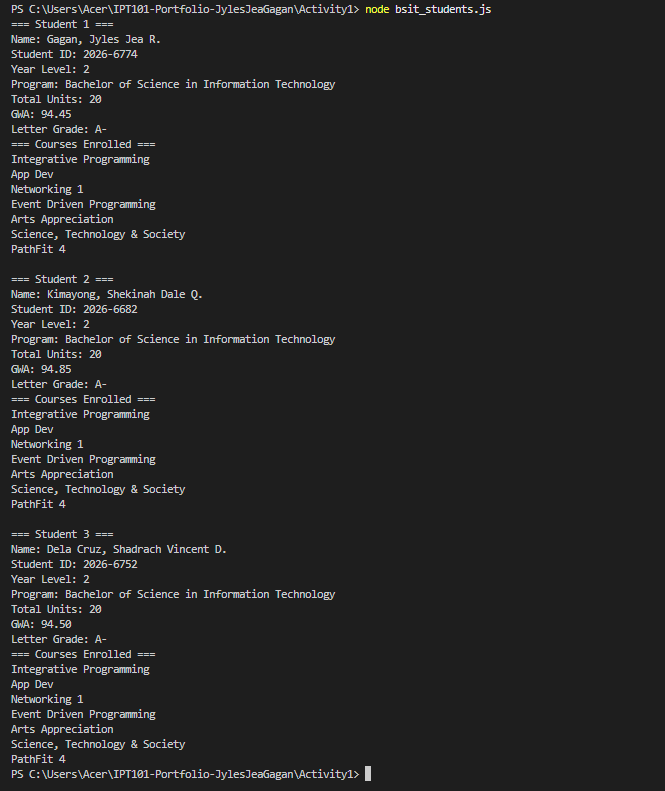 PS C:\Users\Acer\IPT101-Portfolio-JylesJeaGagan\Activity1> node bsit_students.js
=== Student 1 ===
Name: Gagan, Jyles Jea R.
Student ID: 2026-6774
Year Level: 2
Program: Bachelor of Science in Information Technology
Total Units: 20
GWA: 94.45
Letter Grade: A-
=== Courses Enrolled ===
Integrative Programming
App Dev
Networking 1
Event Driven Programming
Arts Appreciation
Science, Technology & Society
PathFit 4

=== Student 2 ===
Name: Kimayong, Shekinah Dale Q.
Student ID: 2026-6682
Year Level: 2
Program: Bachelor of Science in Information Technology
Total Units: 20
GWA: 94.85
Letter Grade: A-
=== Courses Enrolled ===
Integrative Programming
App Dev
Networking 1
Event Driven Programming
Arts Appreciation
Science, Technology & Society
PathFit 4

=== Student 3 ===
Name: Dela Cruz, Shadrach Vincent D.
Student ID: 2026-6752
Year Level: 2
Program: Bachelor of Science in Information Technology
Total Units: 20
GWA: 94.50
Letter Grade: A-
=== Courses Enrolled ===
Integrative Programming
App Dev
Networking 1
Event Driven Programming
Arts Appreciation
Science, Technology & Society
PathFit 4
PS C:\Users\Acer\IPT101-Portfolio-JylesJeaGagan\Activity1>